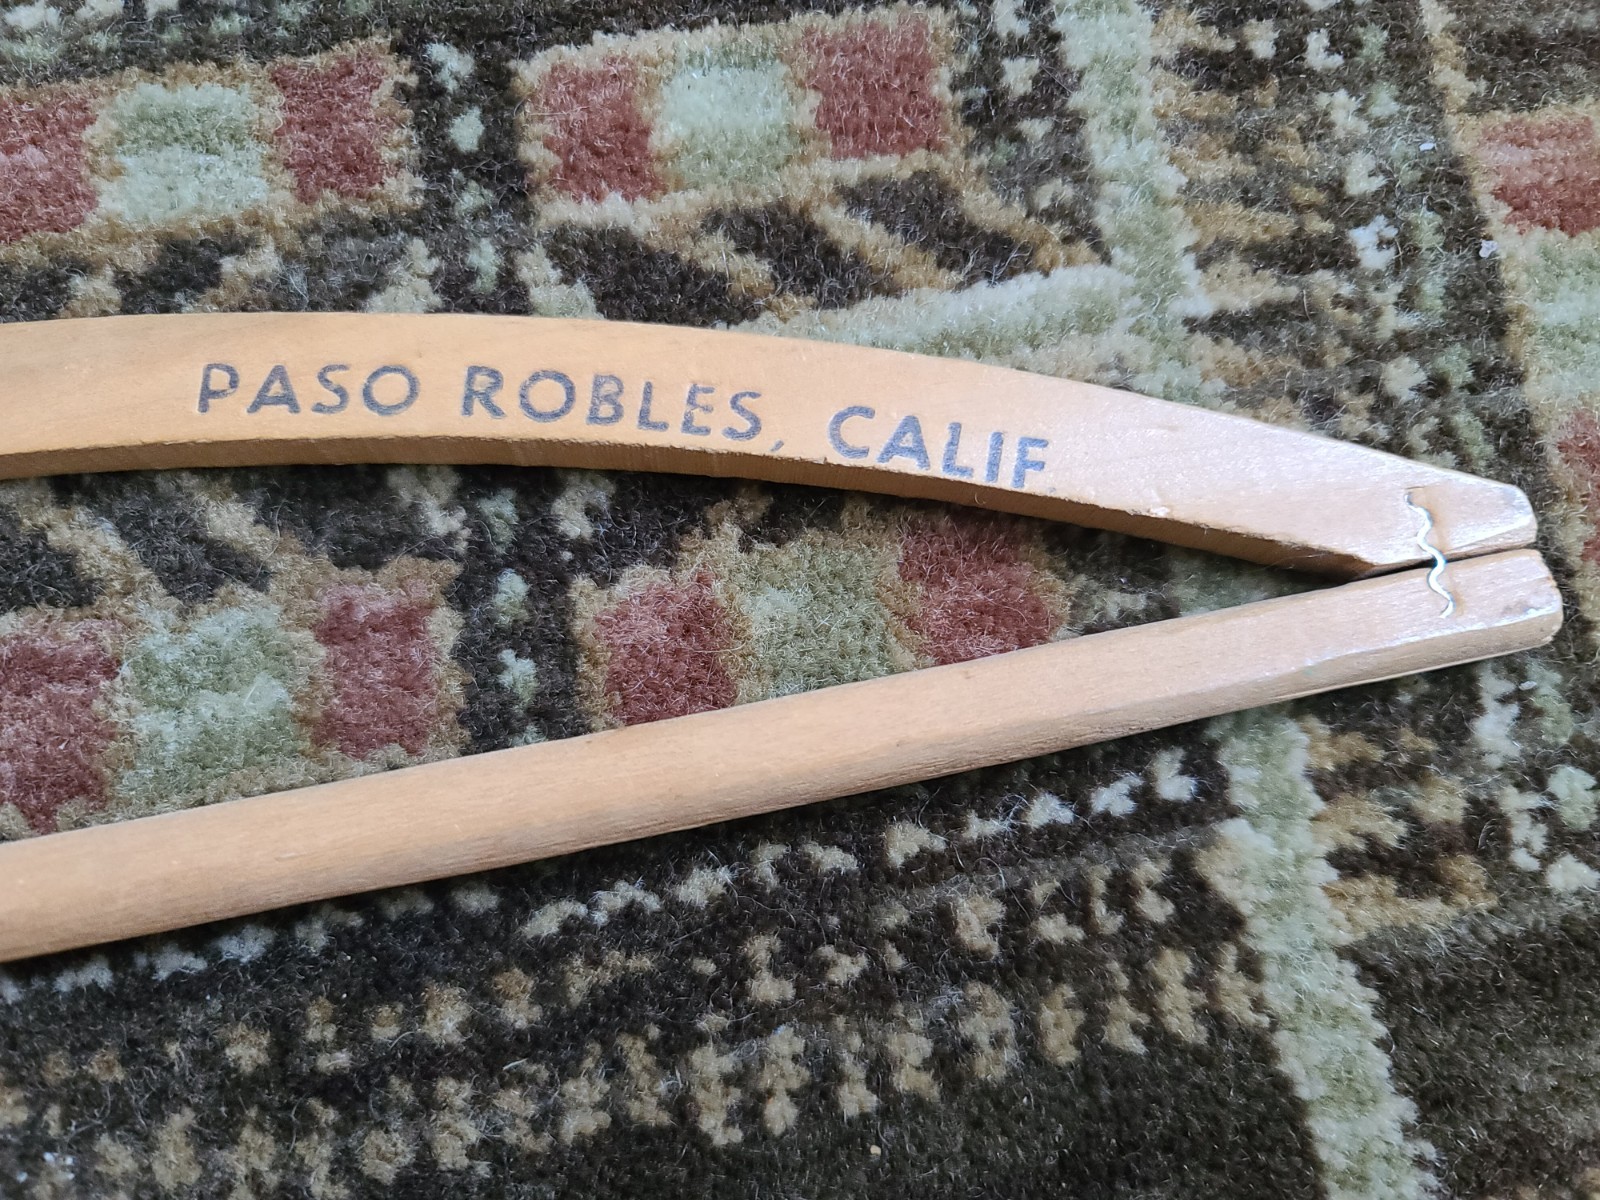 PASO ROBLES, CALIF